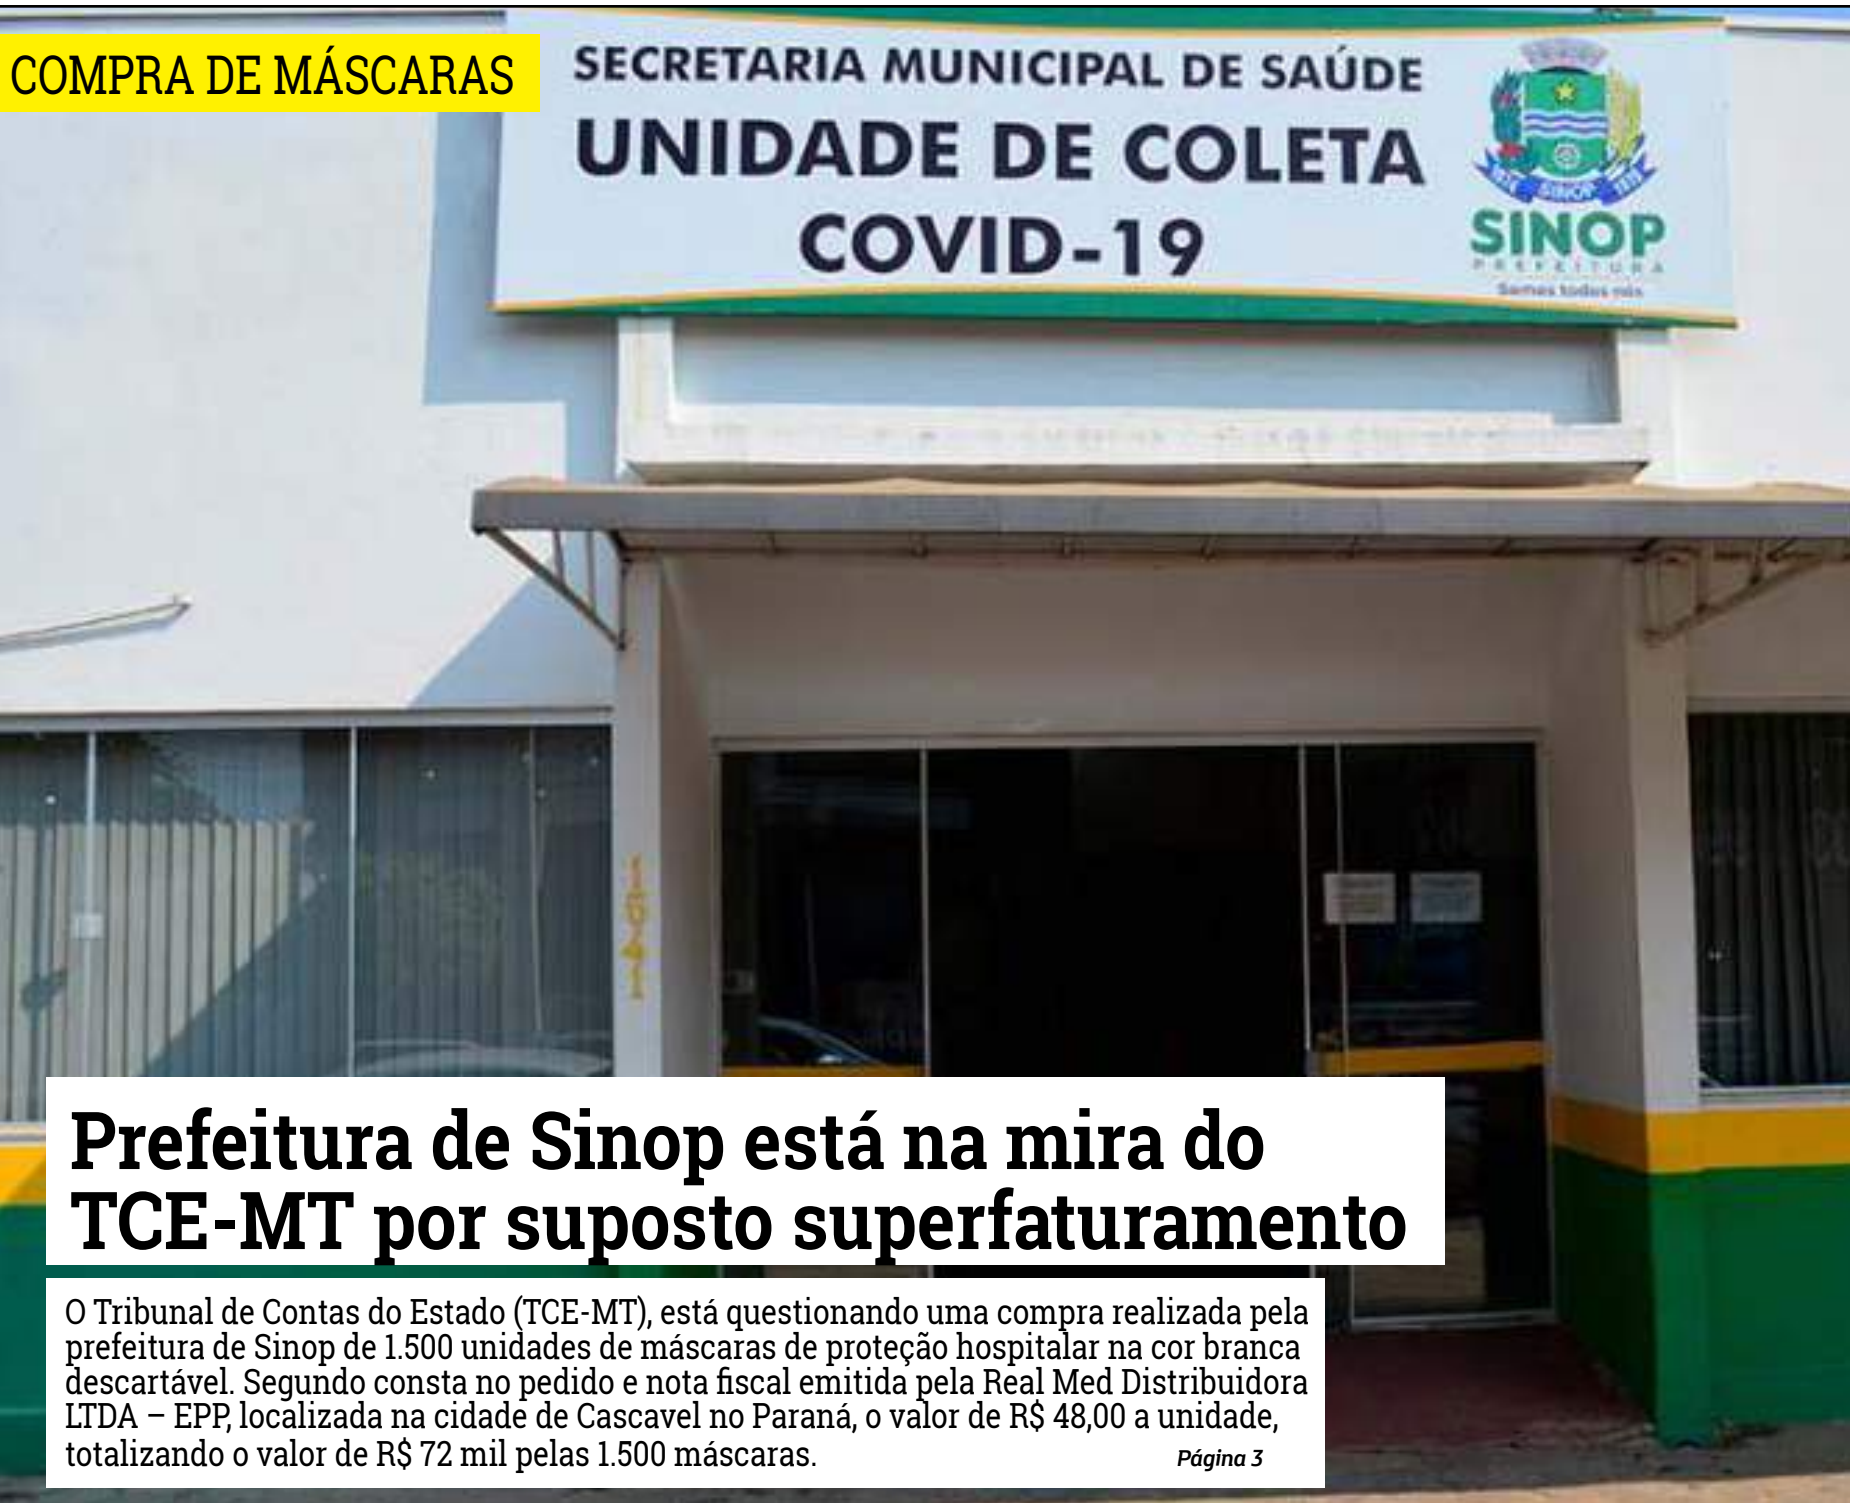 COMPRA DE MÁSCARAS
SECRETARIA MUNICIPAL DE SAÚDE
UNIDADE DE COLETA
COVID-19
SINOP
SINOP
PREFEITURA
Somos todos nós
1041
Prefeitura de Sinop está na mira do
TCE-MT por suposto superfaturamento
O Tribunal de Contas do Estado (TCE-MT), está questionando uma compra realizada pela
prefeitura de Sinop de 1.500 unidades de máscaras de proteção hospitalar na cor branca
descartável. Segundo consta no pedido e nota fiscal emitida pela Real Med Distribuidora
LTDA – EPP, localizada na cidade de Cascavel no Paraná, o valor de R$ 48,00 a unidade,
totalizando o valor de R$ 72 mil pelas 1.500 máscaras.
Página 3